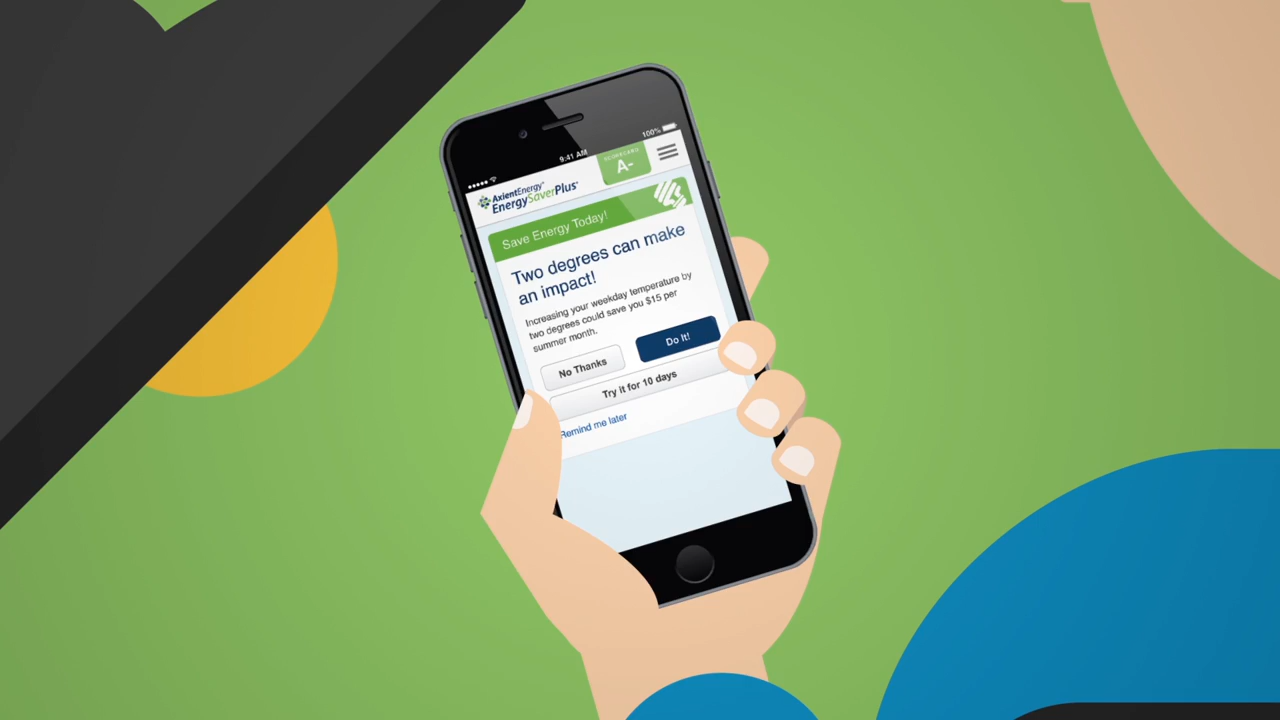 9:41 AM
100%
AxientEnergy
EnergySaverPlus
SCORECARD
A-
Save Energy Today!
Two degrees can make
an impact!
Increasing your weekday temperature by
two degrees could save you $15 per
summer month.
No Thanks
Do It!
Try it for 10 days
Remind me later